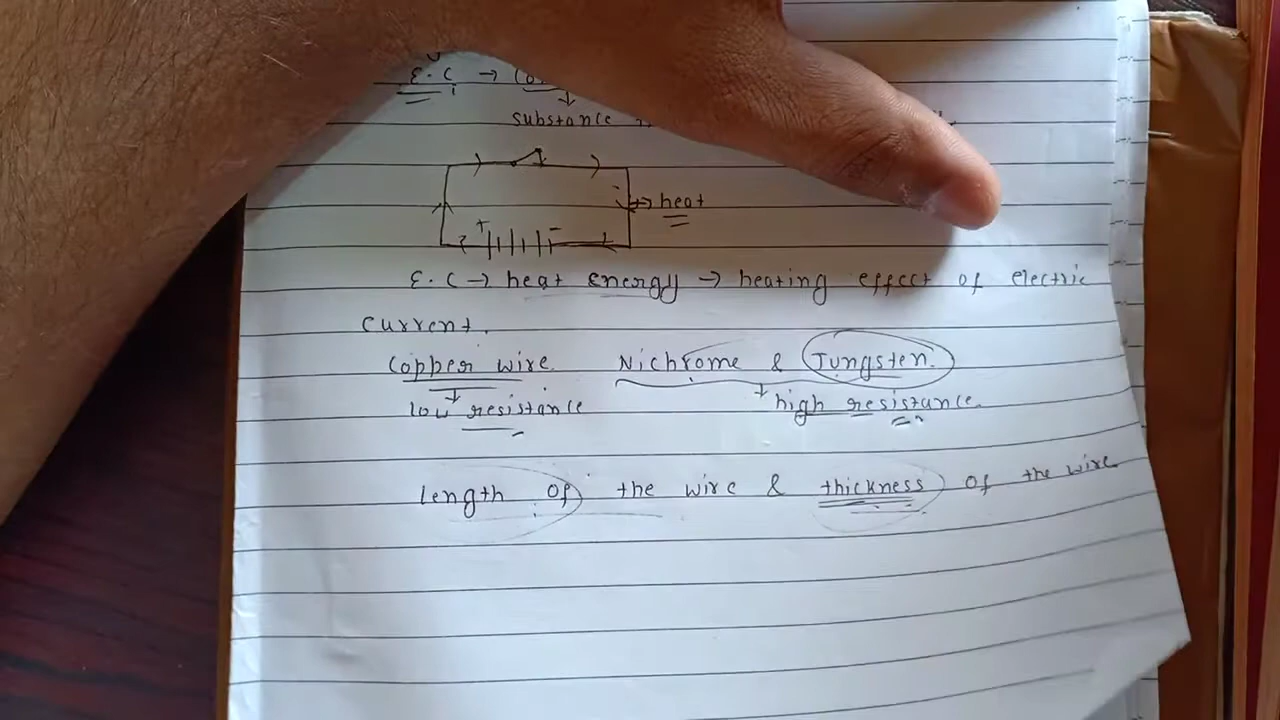 E.C →
substance
+ -
→ heat
E.C → heat energy → heating effect of electric
current.
Copper wire Nichrome & Tungsten.
low resistance high resistance.
length of the wire & thickness of the wire